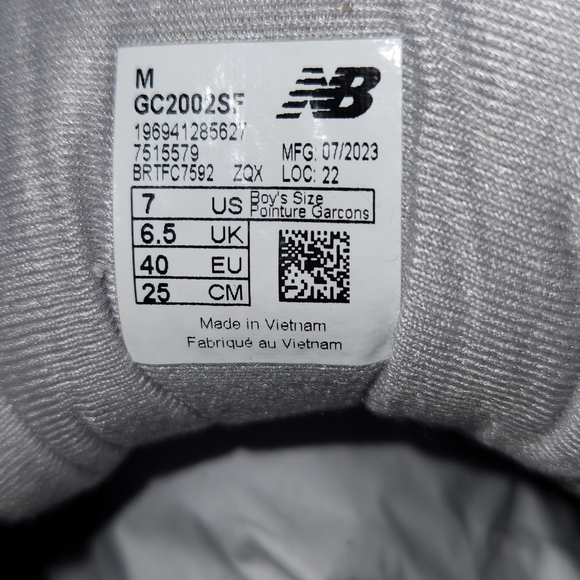 M
GC2002SF
NB
196941285627
7515579 MFG: 07/2023
BRTFC7592 ZQX LOC: 22
7 US Boy's Size
Pointure Garcons
6.5 UK
40 EU
25 CM
Made in Vietnam
Fabriqué au Vietnam